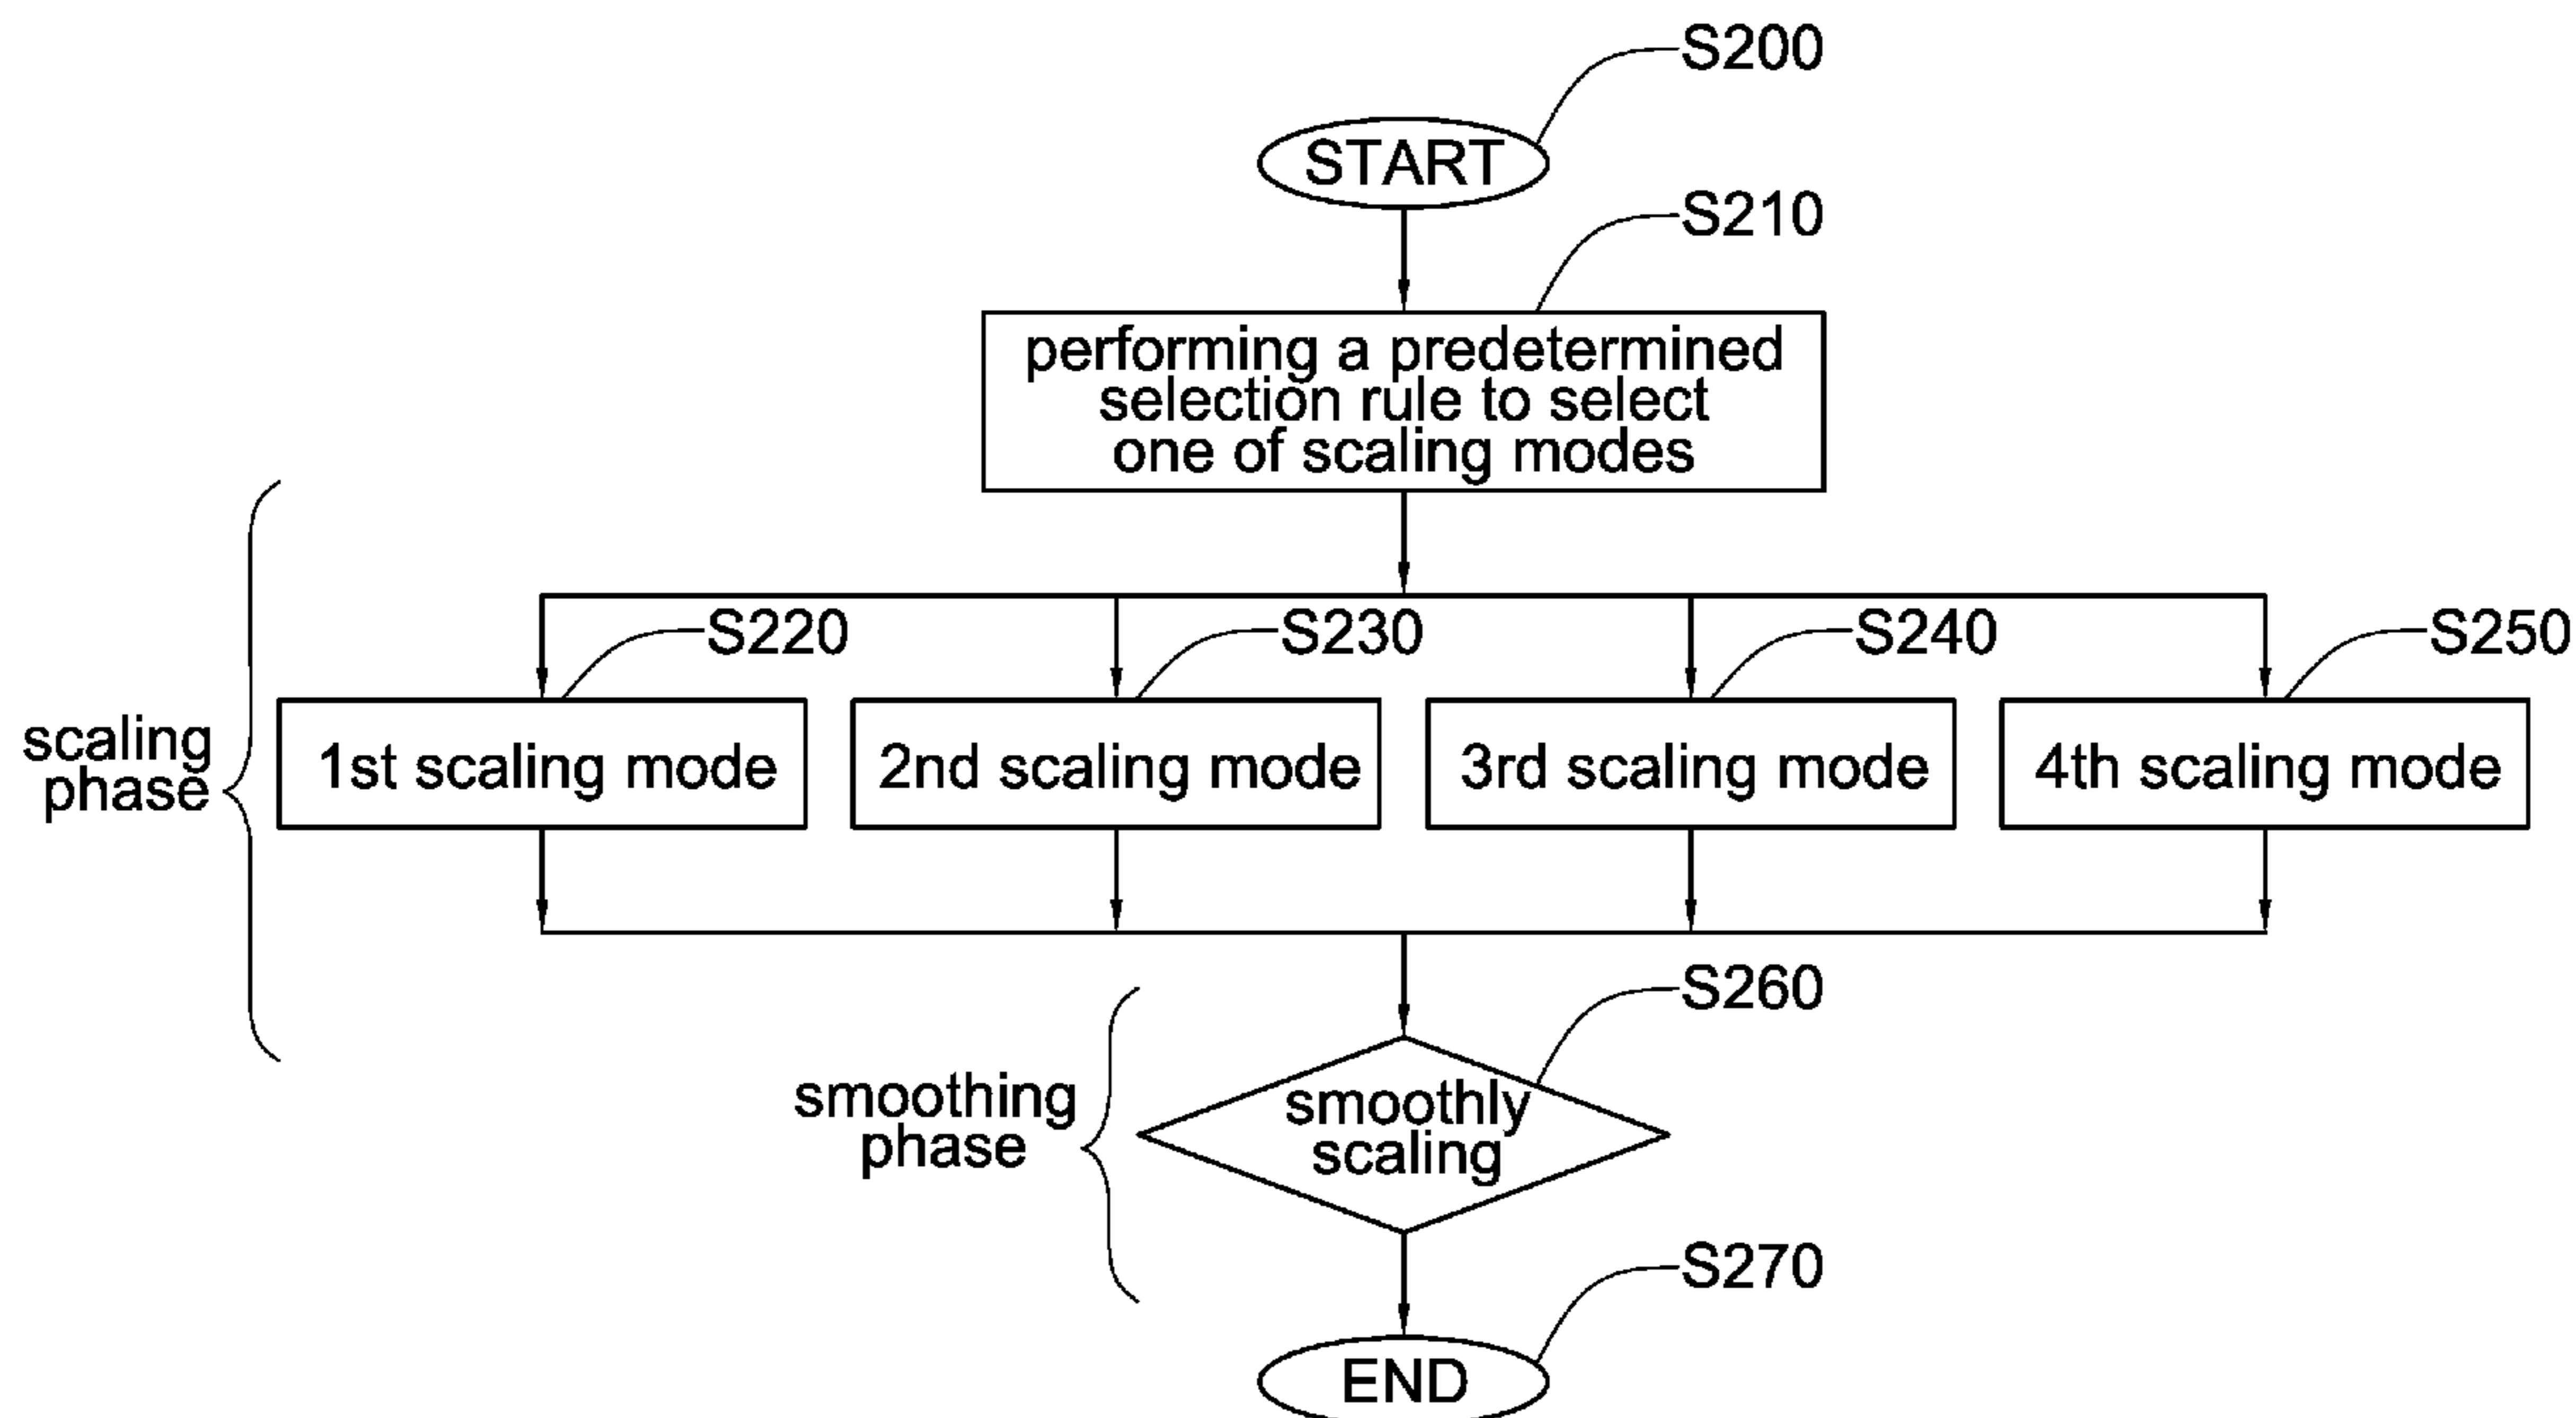 S200
START
S210
performing a predetermined
selection rule to select
one of scaling modes
S220
S230
S240
S250
scaling
phase
1st scaling mode
2nd scaling mode
3rd scaling mode
4th scaling mode
S260
smoothing
phase
smoothly
scaling
S270
END